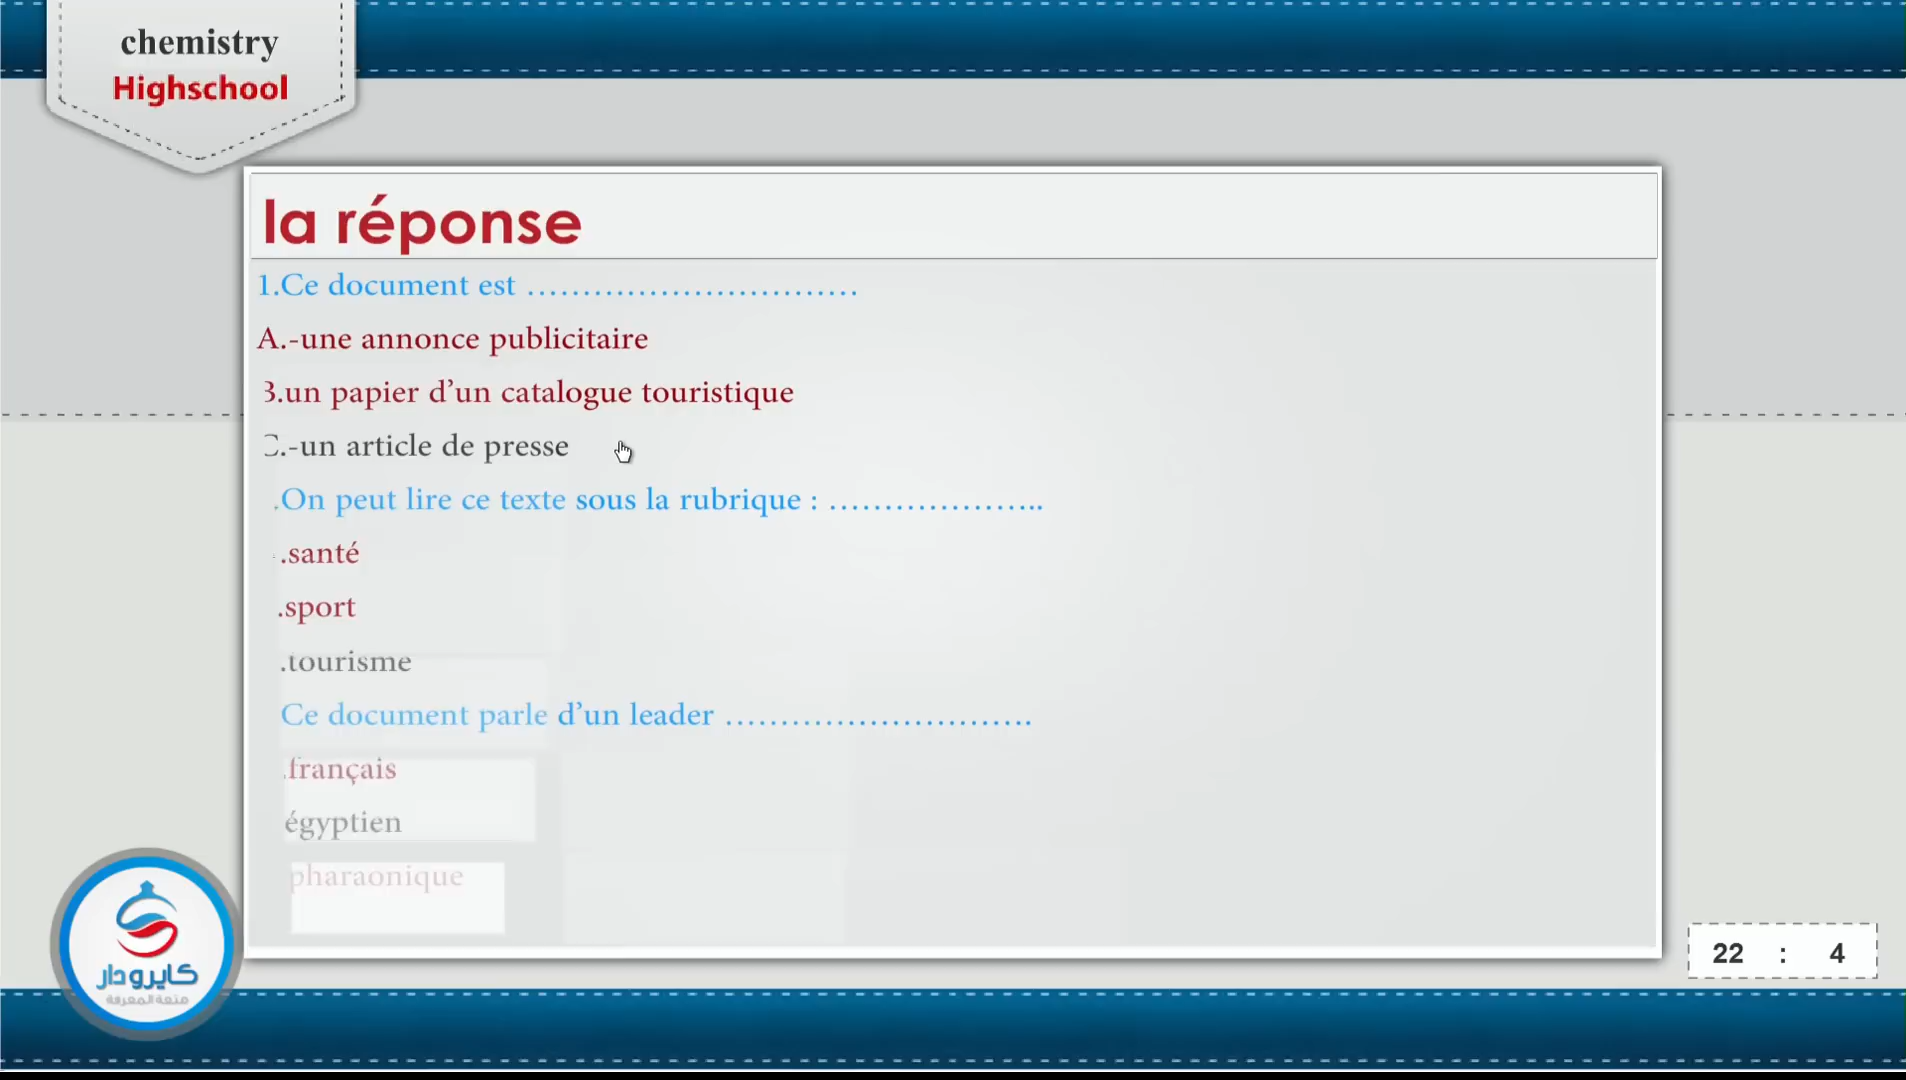 chemistry
Highschool
la réponse
1.Ce document est …………………………
A.-une annonce publicitaire
3.un papier d’un catalogue touristique
C.-un article de presse
.On peut lire ce texte sous la rubrique : ………………..
.santé
.sport
.tourisme
Ce document parle d’un leader ……………………….
.français
égyptien
pharaonique
كايرودار
متعة المعرفة
22 : 4